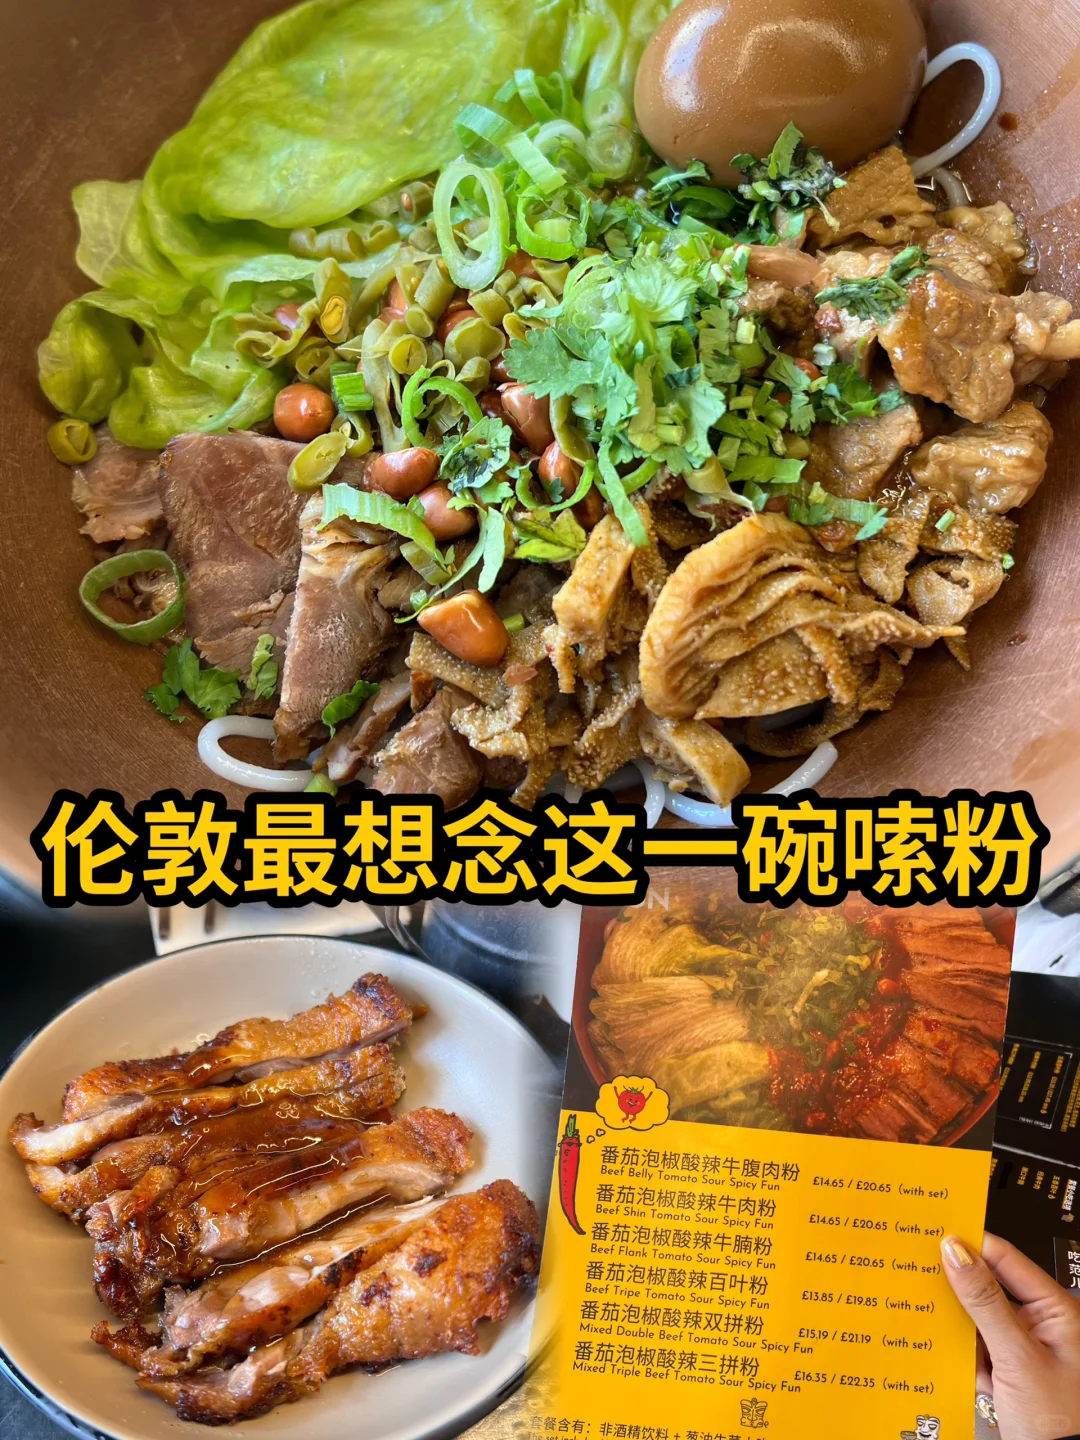 伦敦最想念这一碗嗦粉
N
番茄泡椒酸辣牛腹肉粉
Beef Belly Tomato Sour Spicy Fun
£14.65 / £20.65 (with set)
番茄泡椒酸辣牛肉粉
Beef Shin Tomato Sour Spicy Fun
£14.65 / £20.65 (with set)
番茄泡椒酸辣牛腩粉
Beef Flank Tomato Sour Spicy Fun
£14.65 / £20.65 (with set)
番茄泡椒酸辣百叶粉
Beef Tripe Tomato Sour Spicy Fun
£13.85 / £19.85 (with set)
番茄泡椒酸辣双拼粉
Mixed Double Beef Tomato Sour Spicy Fun
£15.19 / £21.19 (with set)
番茄泡椒酸辣三拼粉
Mixed Triple Beef Tomato Sour Spicy Fun
£16.35 / £22.35 (with set)
套餐含有：非酒精饮料 +